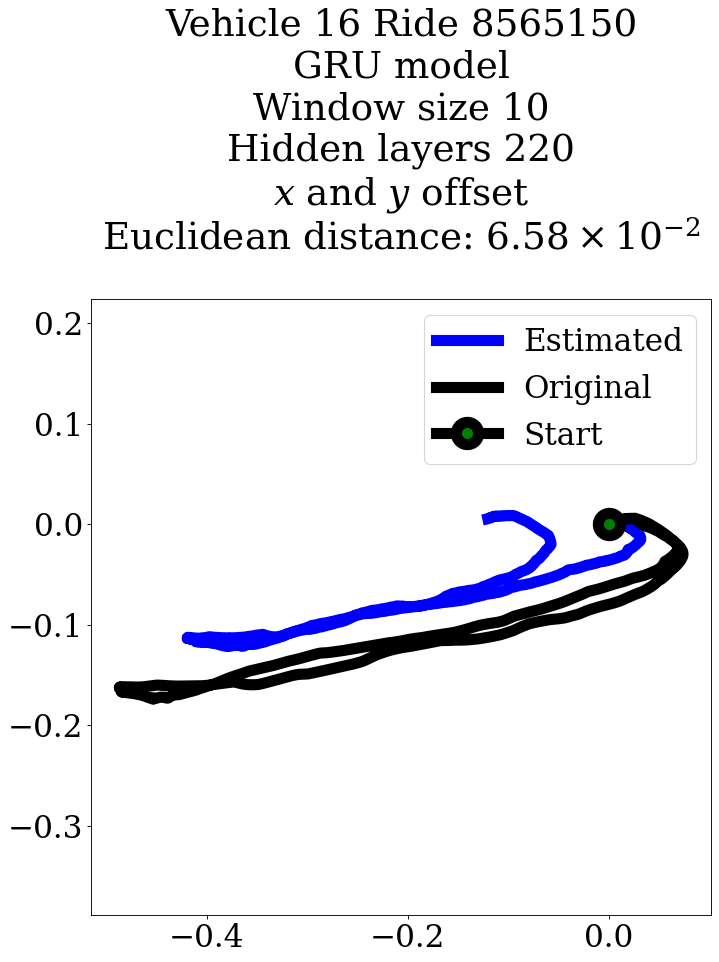 Vehicle 16 Ride 8565150
GRU model
Window size 10
Hidden layers 220
x and y offset
Euclidean distance: 6.58 × 10⁻²
Estimated
Original
Start
0.2
0.1
0.0
−0.1
−0.2
−0.3
−0.4
−0.2
0.0